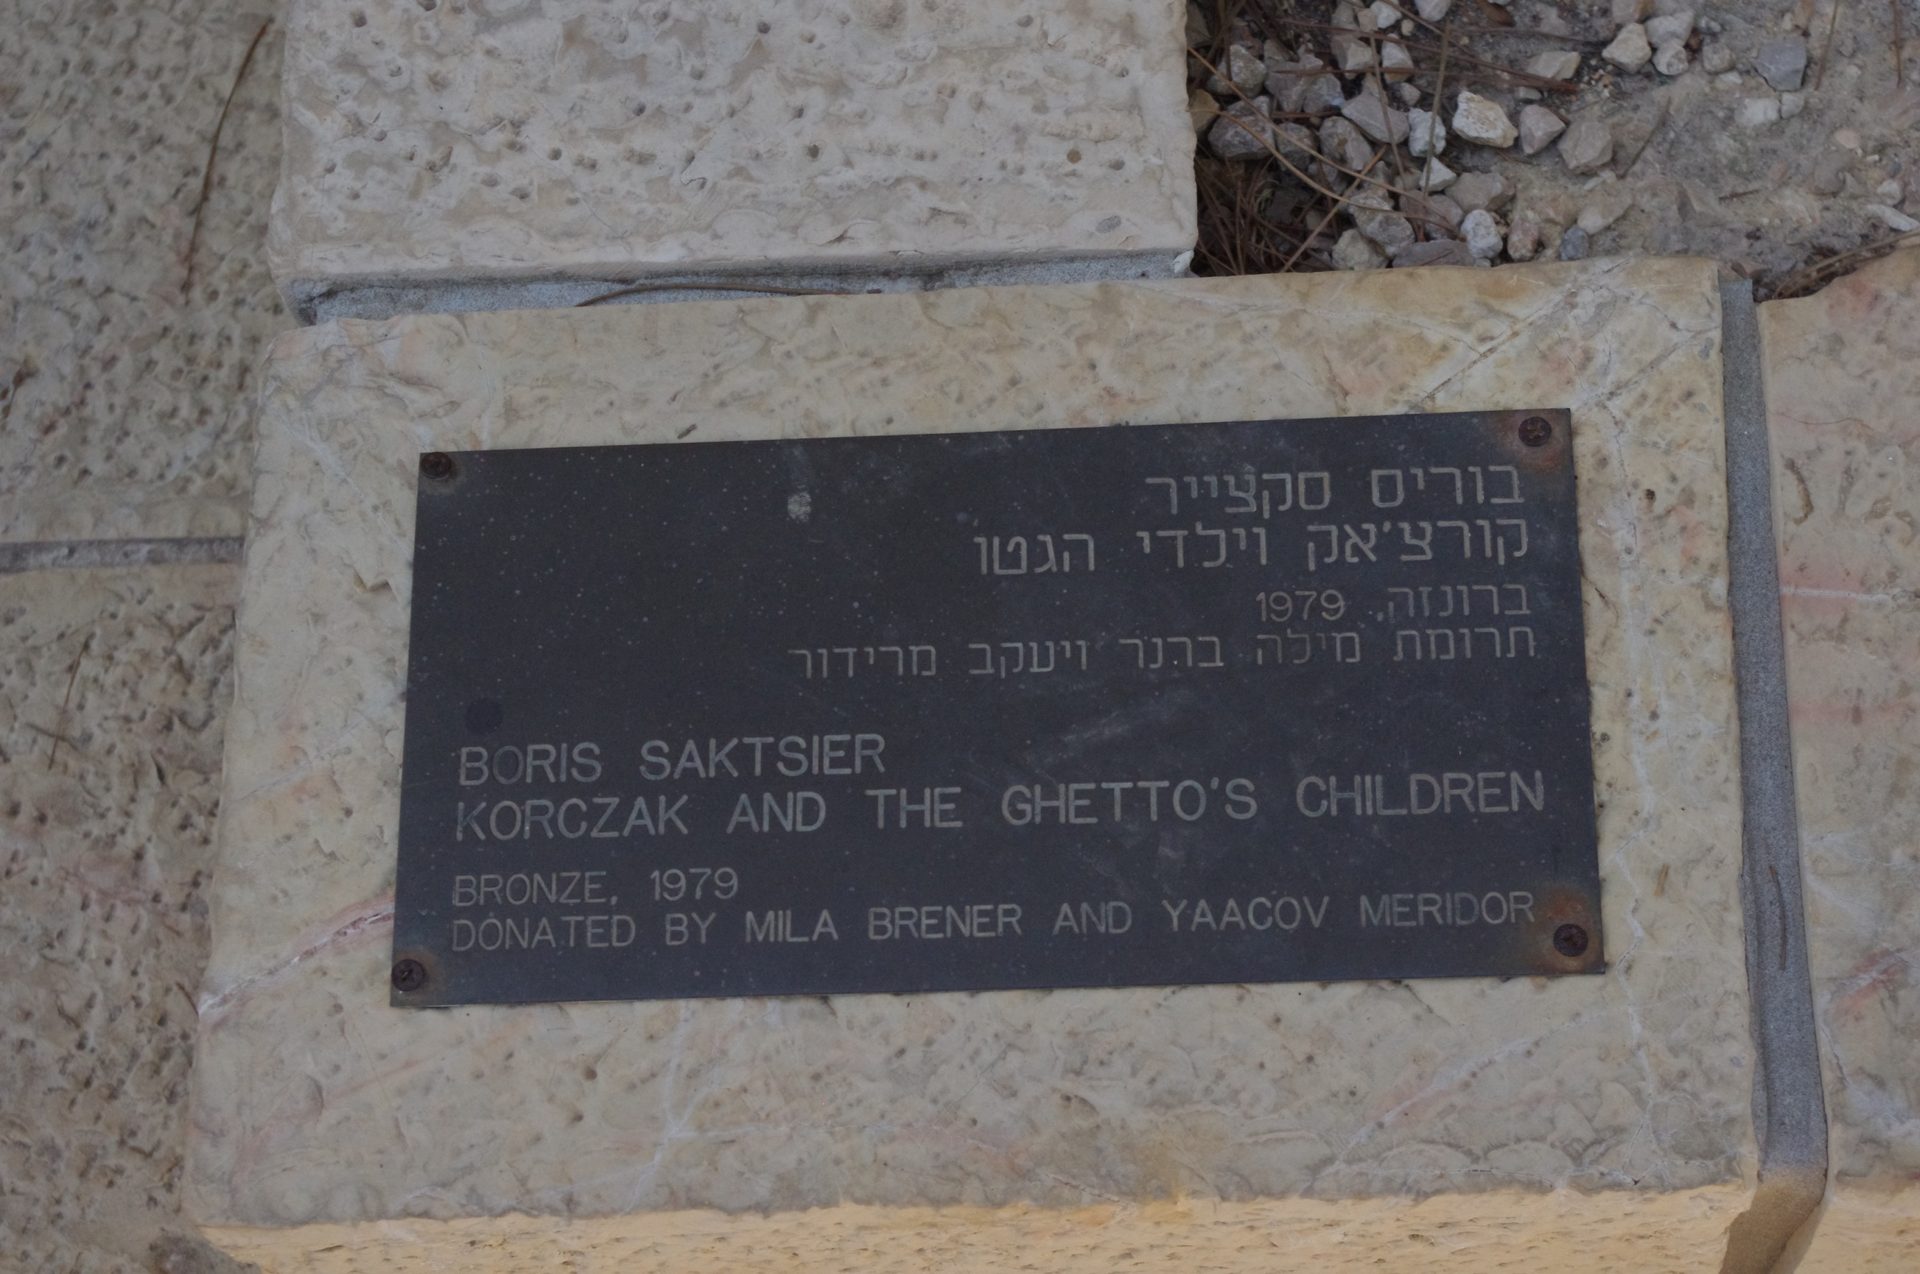 בוריס סקצייר
קורצ'אק וילדי הגטו
ברונזה, 1979
תרומת מילה ברנר ויעקב מרידור
BORIS SAKTSIER
KORCZAK AND THE GHETTO'S CHILDREN
BRONZE, 1979
DONATED BY MILA BRENER AND YAACOV MERIDOR